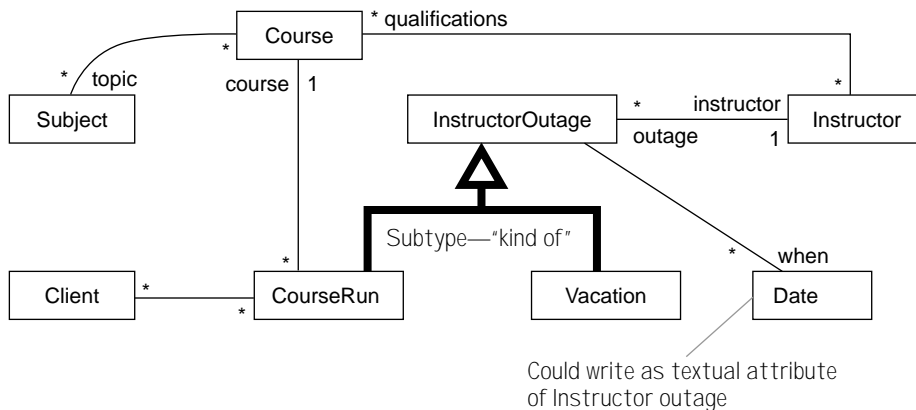 * qualifications
Course
*
* topic
course 1
* instructor *
Subject
InstructorOutage
Instructor
outage 1
Subtype—“kind of”
* * when
Client
*
*
CourseRun
Vacation
Date
Could write as textual attribute
of Instructor outage